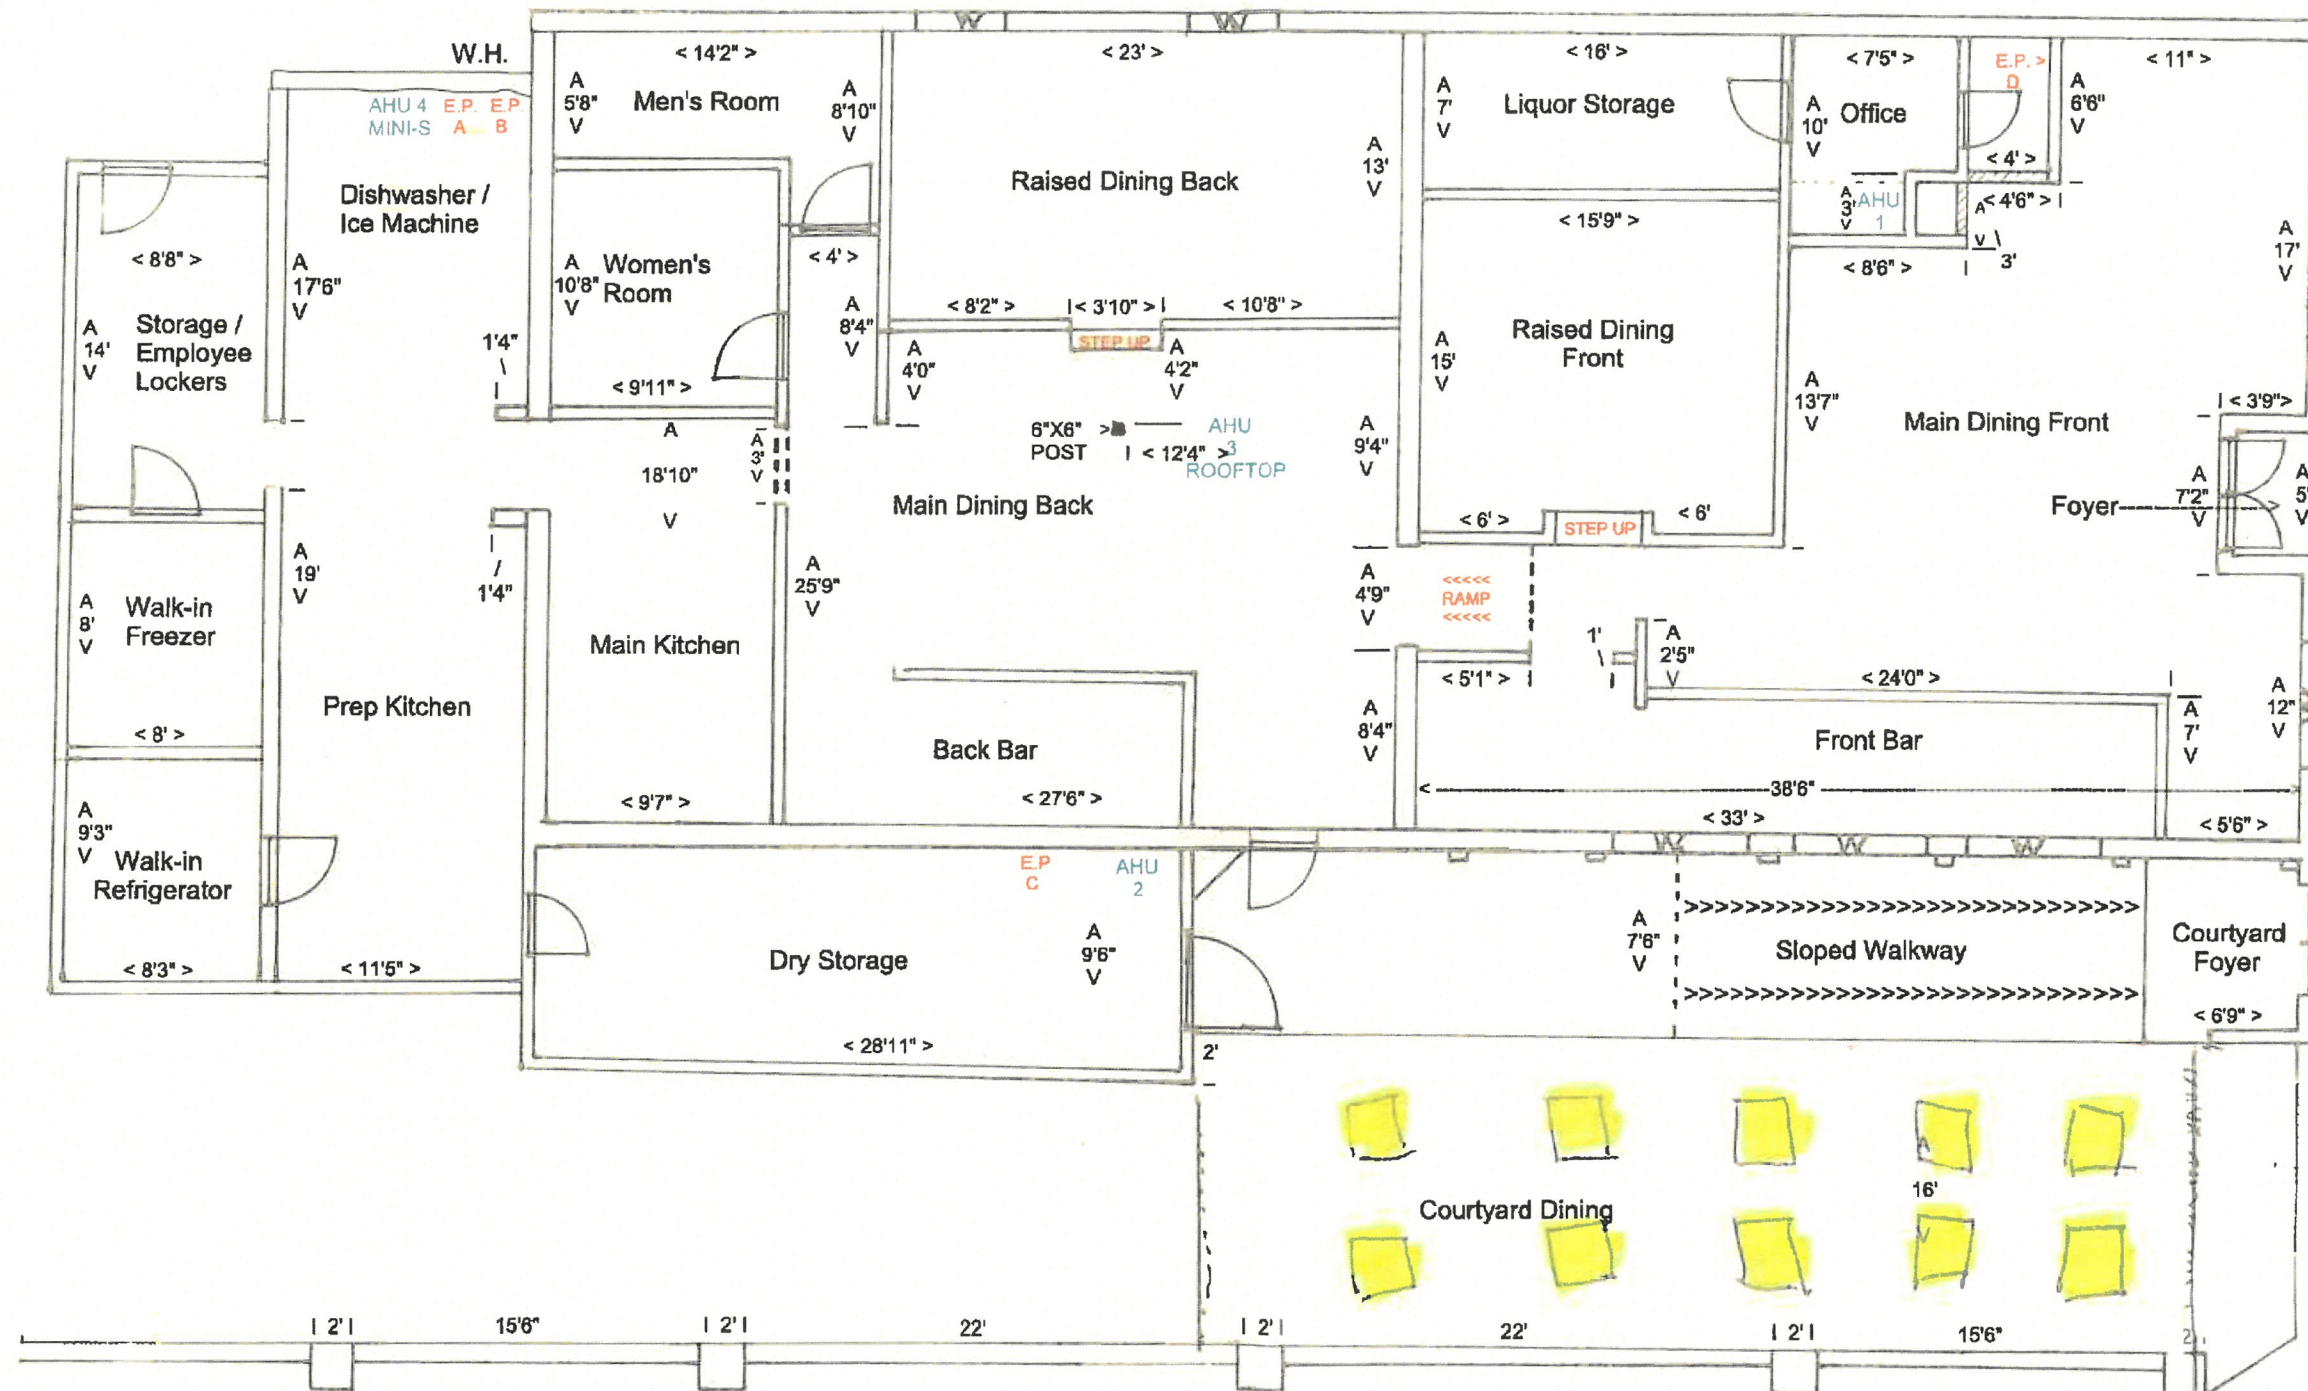 W
W
W.H.
< 14'2" >
< 23' >
< 16' >
< 7'5" >
E.P. >
D
< 11" >
AHU 4
MINI-S
E.P.
A
E.P.
B
A
5'8"
V
Men's Room
A
8'10"
V
A
7'
V
Liquor Storage
A
10'
V
Office
A
6'6"
V
A
13'
V
< 4' >
Raised Dining Back
Dishwasher /
Ice Machine
A
3'
V
AHU
1
A
V
< 4'6" >
< 15'9" >
3'
< 8'6" >
A
17'
V
< 8'8" >
A
17'6"
V
A
10'8"
V
Women's
Room
< 4' >
A
8'4"
V
< 8'2" >
< 3'10" >
< 10'8" >
Storage /
Employee
Lockers
A
14'
V
1'4"
STEP UP
A
4'0"
V
A
4'2"
V
A
15'
V
Raised Dining
Front
A
13'7"
V
< 9'11" >
< 3'9">
Main Dining Front
A
18'10"
V
A
3'
V
6"X6" >
POST
< 12'4" >
AHU
3
ROOFTOP
A
9'4"
V
Main Dining Back
Foyer
A
7'2"
V
A
5'
V
< 6' >
STEP UP
< 6'
A
19'
V
1'4"
A
25'9"
V
A
4'9"
V
<<<<<
RAMP
<<<<<
A
8'
V
Walk-in
Freezer
Main Kitchen
1'
A
2'5"
V
< 5'1" >
< 24'0" >
Prep Kitchen
< 8' >
Back Bar
A
8'4"
V
Front Bar
A
7'
V
A
12"
V
< 9'7" >
< 27'6" >
< 38'6" >
< 33' >
< 5'6" >
W
W
W
A
9'3"
V
Walk-in
Refrigerator
E.P
C
AHU
2
>>>>>>>>>>>>>>>>>>>>>>>>>>>>>>
A
7'6"
V
Sloped Walkway
Courtyard
Foyer
A
9'6"
V
Dry Storage
< 8'3" >
< 11'5" >
>>>>>>>>>>>>>>>>>>>>>>>>>>>>>>
< 6'9" >
< 28'11" >
2'
A
16'
V
Courtyard Dining
2'
15'6"
2'
22'
2'
22'
2'
15'6"
2'